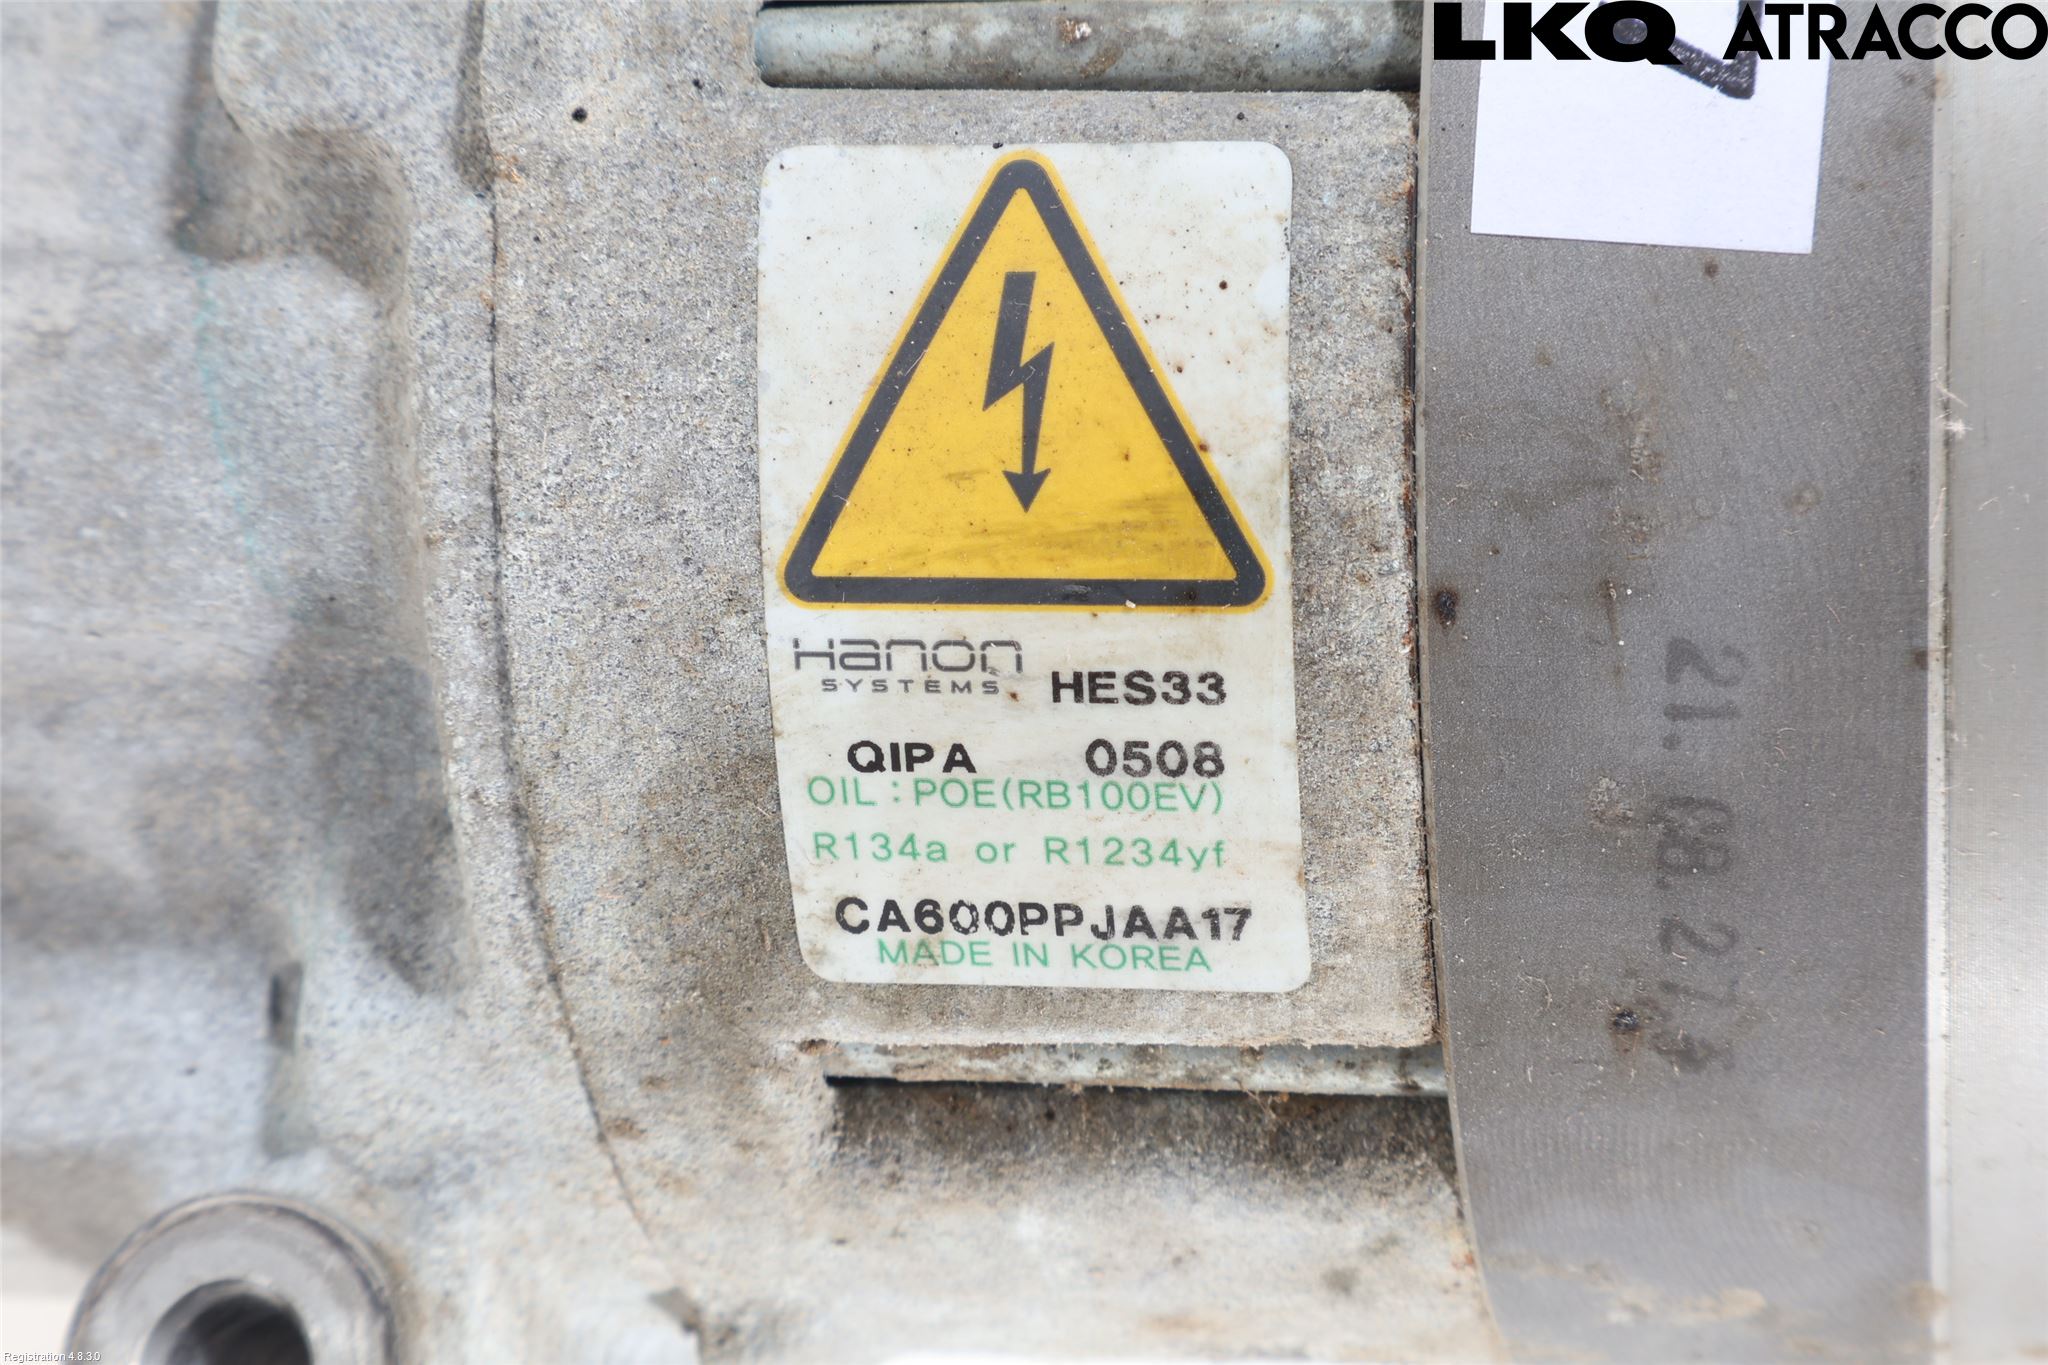 LKQ ATRACCO
Hanon
SYSTEMS
HES33
QIPA 0508
OIL : POE(RB100EV)
R134a or R1234yf
CA600PPJAA17
MADE IN KOREA
Registration 4.8.3.0